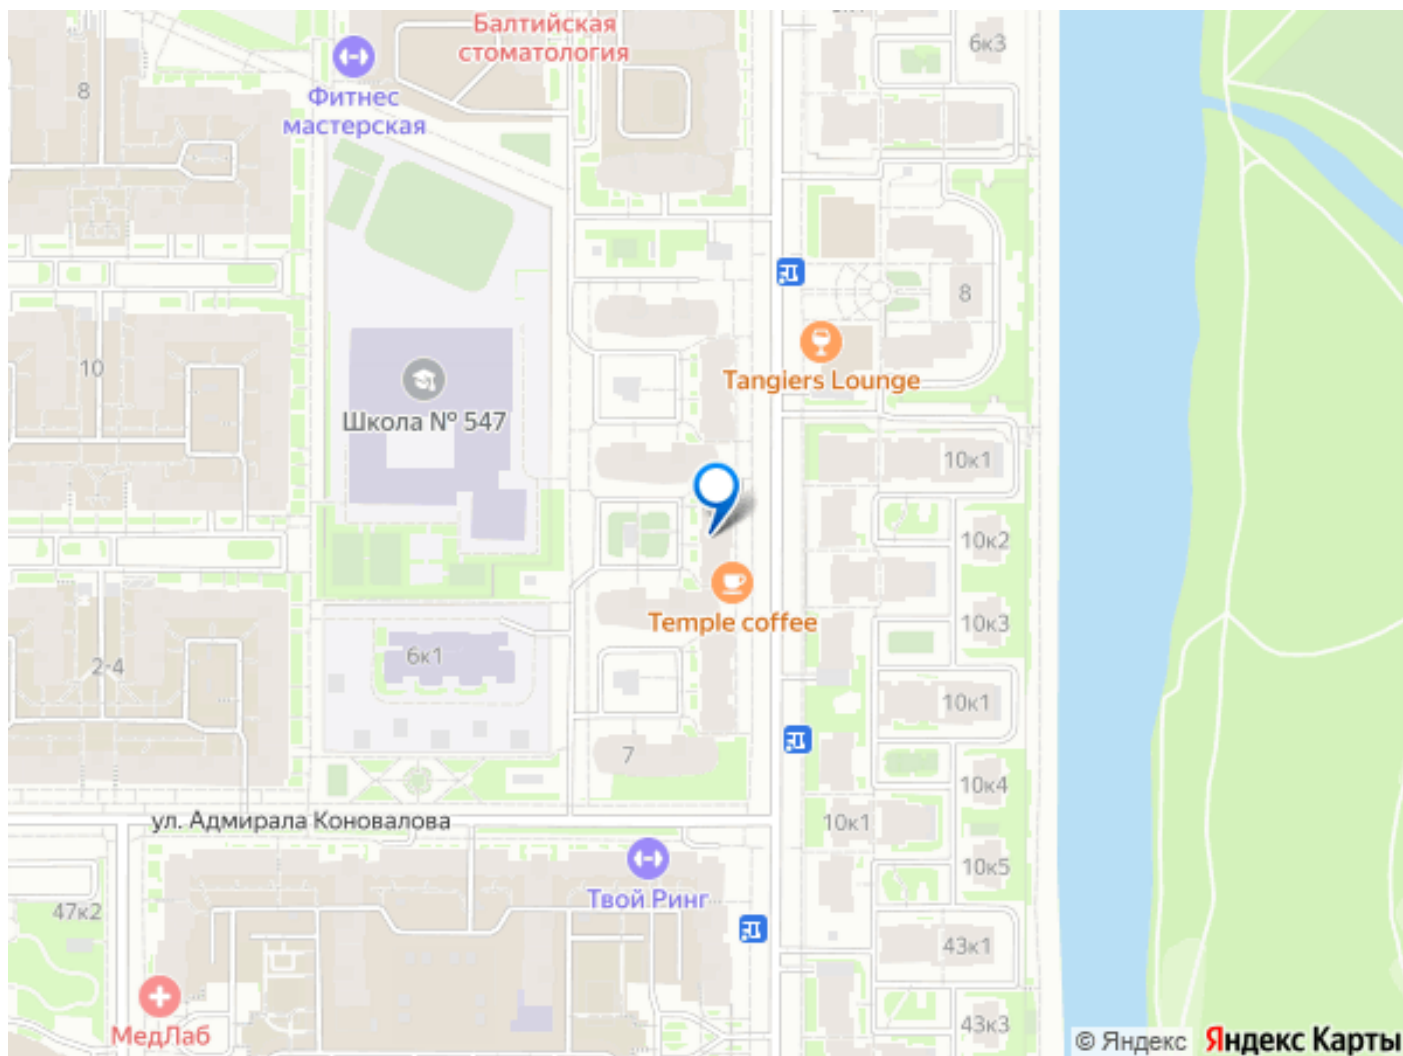 Балтийская
стоматология
6к3
8
Фитнес
мастерская
8
10
Tangiers Lounge
Школа № 547
10к1
10к2
Temple coffee
10к3
6к1
2-4
10к1
7
10к4
ул. Адмирала Коновалова
10к1
10к5
Твой Ринг
47к2
43к1
МедЛаб
43к3
© Яндекс Яндекс Карты